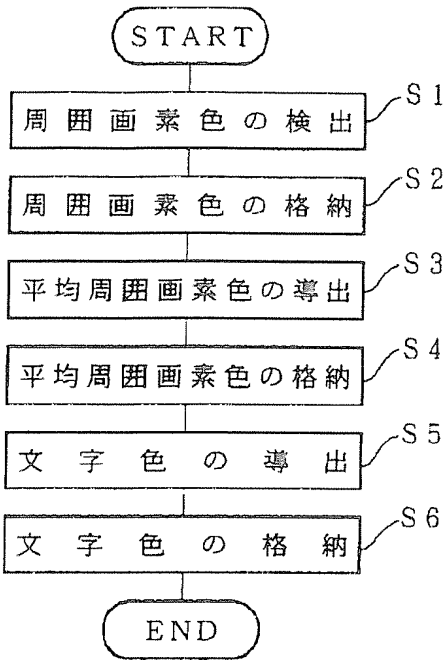 START
周囲画素色の検出 S1
周囲画素色の格納 S2
平均周囲画素色の導出 S3
平均周囲画素色の格納 S4
文字色の導出 S5
文字色の格納 S6
END